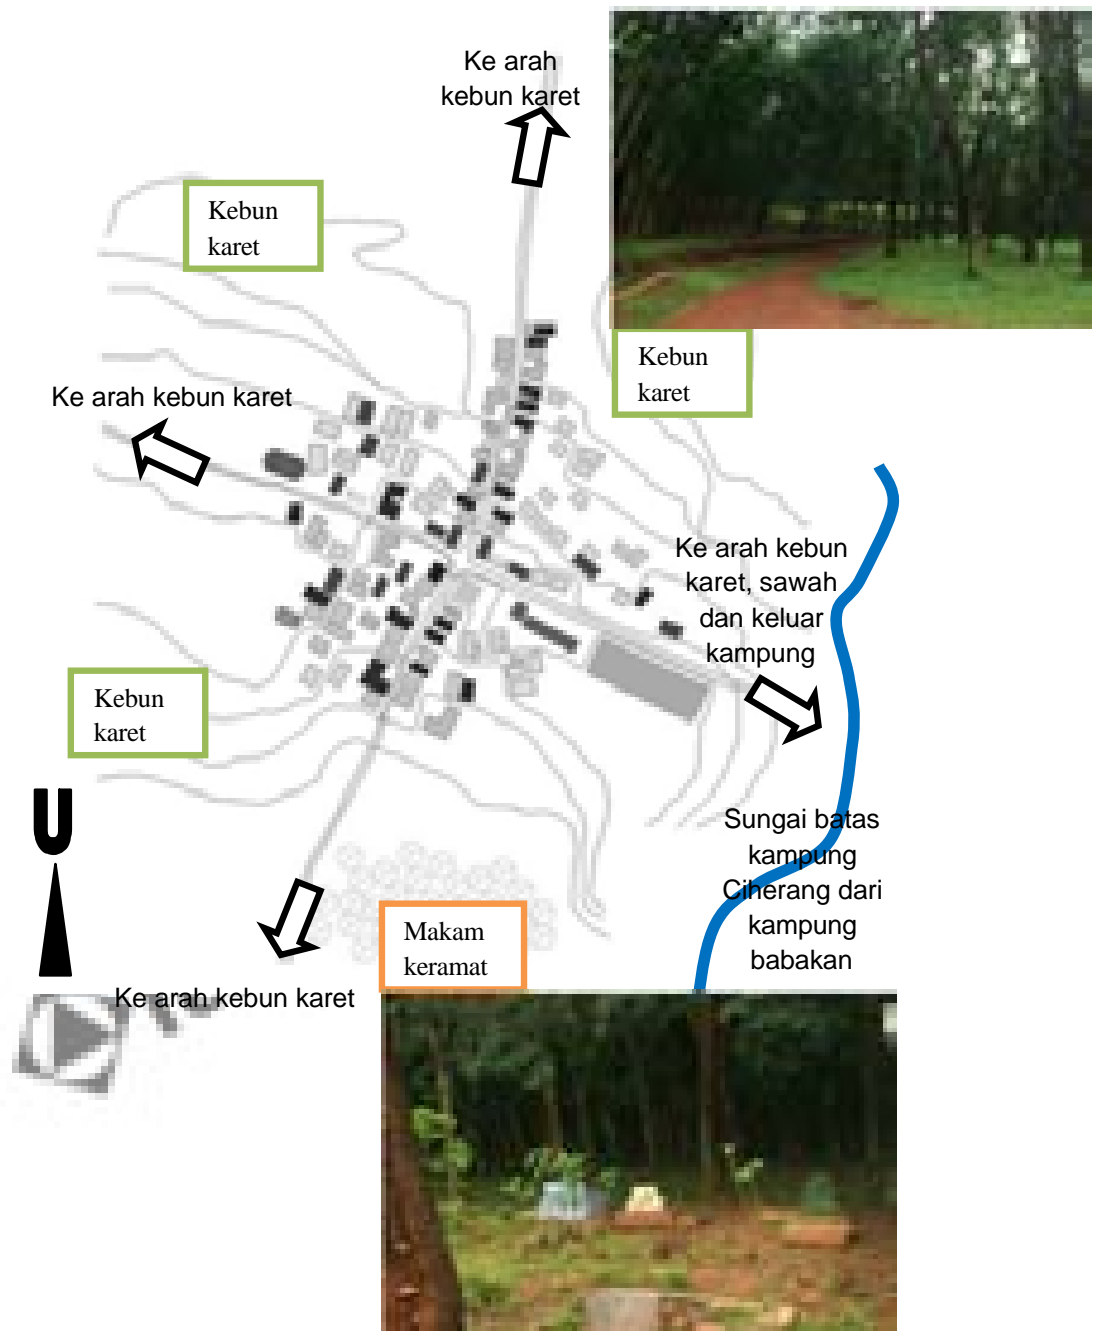 Ke arah
kebun karet
Kebun
karet
Kebun
karet
Ke arah kebun karet
Ke arah kebun
karet, sawah
dan keluar
kampung
Kebun
karet
U
Sungai batas
kampung
Ciherang dari
kampung
babakan
Makam
keramat
Ke arah kebun karet